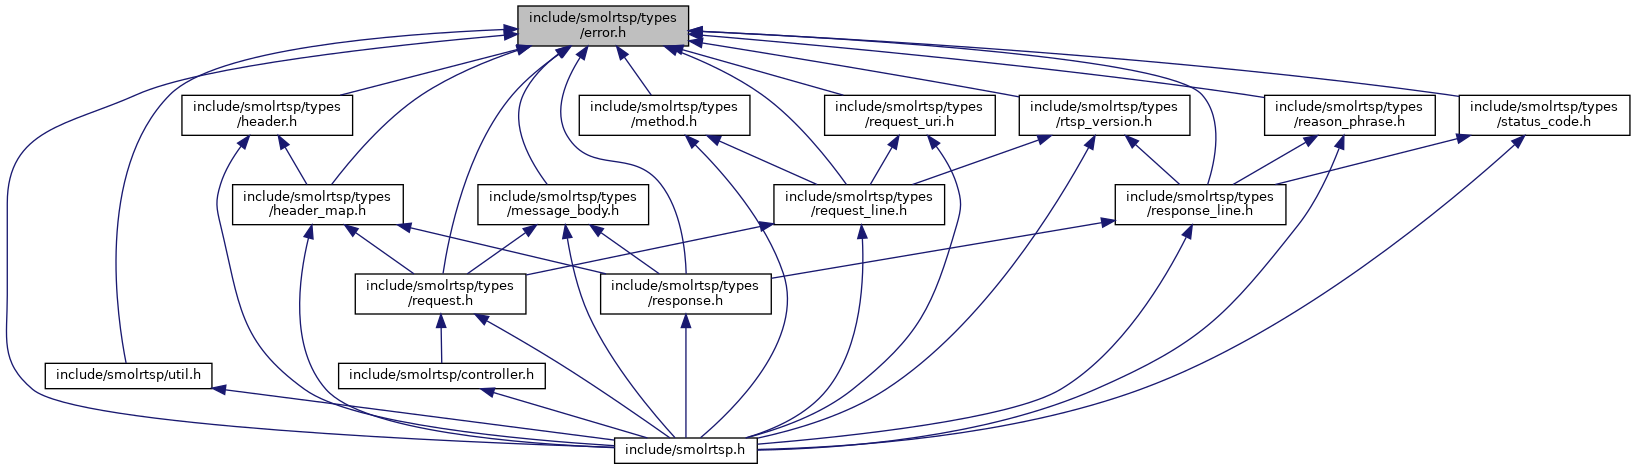 include/smolrtsp/types
/error.h
include/smolrtsp/types
/header.h
include/smolrtsp/types
/method.h
include/smolrtsp/types
/request_uri.h
include/smolrtsp/types
/rtsp_version.h
include/smolrtsp/types
/reason_phrase.h
include/smolrtsp/types
/status_code.h
include/smolrtsp/types
/header_map.h
include/smolrtsp/types
/message_body.h
include/smolrtsp/types
/request_line.h
include/smolrtsp/types
/response_line.h
include/smolrtsp/types
/request.h
include/smolrtsp/types
/response.h
include/smolrtsp/util.h
include/smolrtsp/controller.h
include/smolrtsp.h